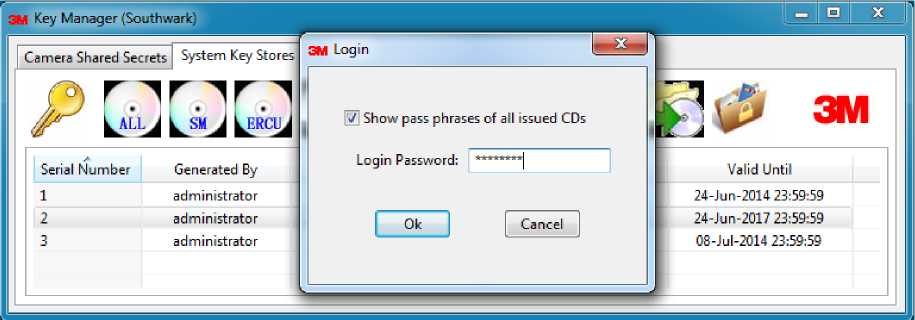 3M Key Manager (Southwark)
Camera Shared Secrets System Key Stores
3M Login
ALL SM ERCU
3M
Show pass phrases of all issued CDs
Login Password: ********
Ok Cancel
Serial Number Generated By Valid Until
1 administrator 24-Jun-2014 23:59:59
2 administrator 24-Jun-2017 23:59:59
3 administrator 08-Jul-2014 23:59:59